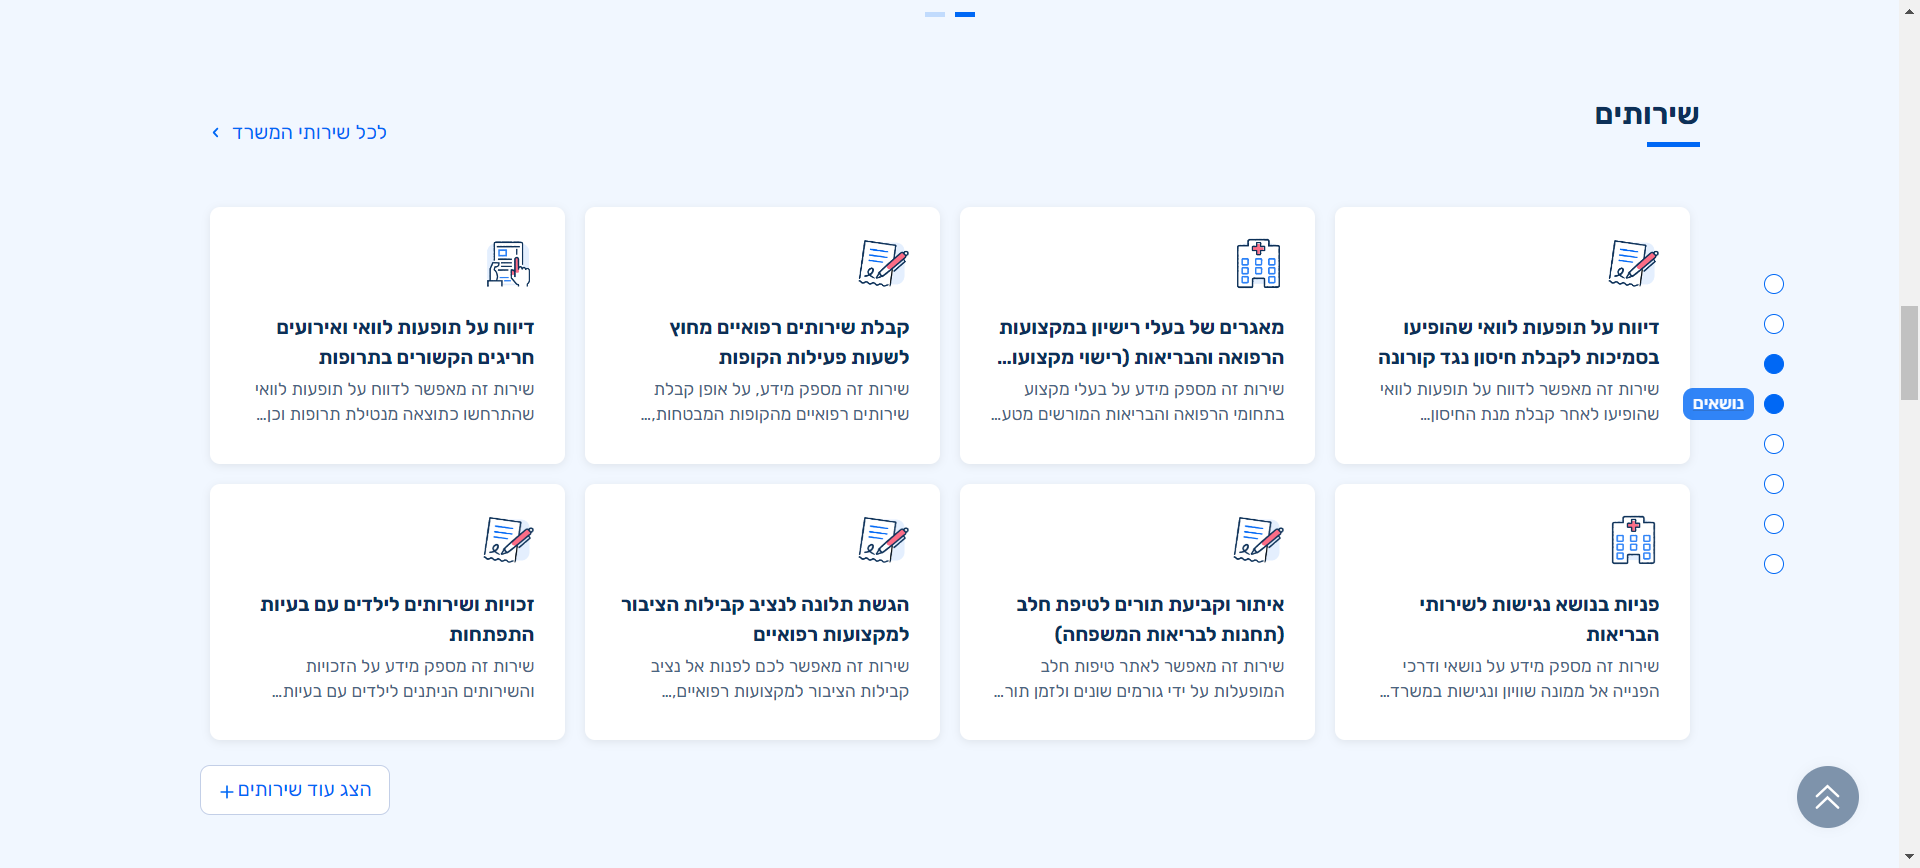 שירותים
לכל שירותי המשרד
דיווח על תופעות לוואי שהופיעו
בסמיכות לקבלת חיסון נגד קורונה
שירות זה מאפשר לדווח על תופעות לוואי
שהופיעו לאחר קבלת מנת החיסון...
מאגרים של בעלי רישיון במקצועות
הרפואה והבריאות (רישוי מקצועו...
שירות זה מספק מידע על בעלי מקצוע
בתחומי הרפואה והבריאות המורשים מטע...
קבלת שירותים רפואיים מחוץ
לשעות פעילות הקופות
שירות זה מספק מידע, על אופן קבלת
שירותים רפואיים מהקופות המבטחות,...
דיווח על תופעות לוואי ואירועים
חריגים הקשורים בתרופות
שירות זה מאפשר לדווח על תופעות לוואי
שהתרחשו כתוצאה מנטילת תרופות וכן...
נושאים
פניות בנושא נגישות לשירותי
הבריאות
שירות זה מספק מידע על נושאי ודרכי
הפנייה אל ממונה שוויון ונגישות במשרד...
איתור וקביעת תורים לטיפת חלב
(תחנות לבריאות המשפחה)
שירות זה מאפשר לאתר טיפות חלב
המופעלות על ידי גורמים שונים ולזמן תור...
הגשת תלונה לנציב קבילות הציבור
למקצועות רפואיים
שירות זה מאפשר לכם לפנות אל נציב
קבילות הציבור למקצועות רפואיים,...
זכויות ושירותים לילדים עם בעיות
התפתחות
שירות זה מספק מידע על הזכויות
והשירותים הניתנים לילדים עם בעיות...
הצג עוד שירותים+